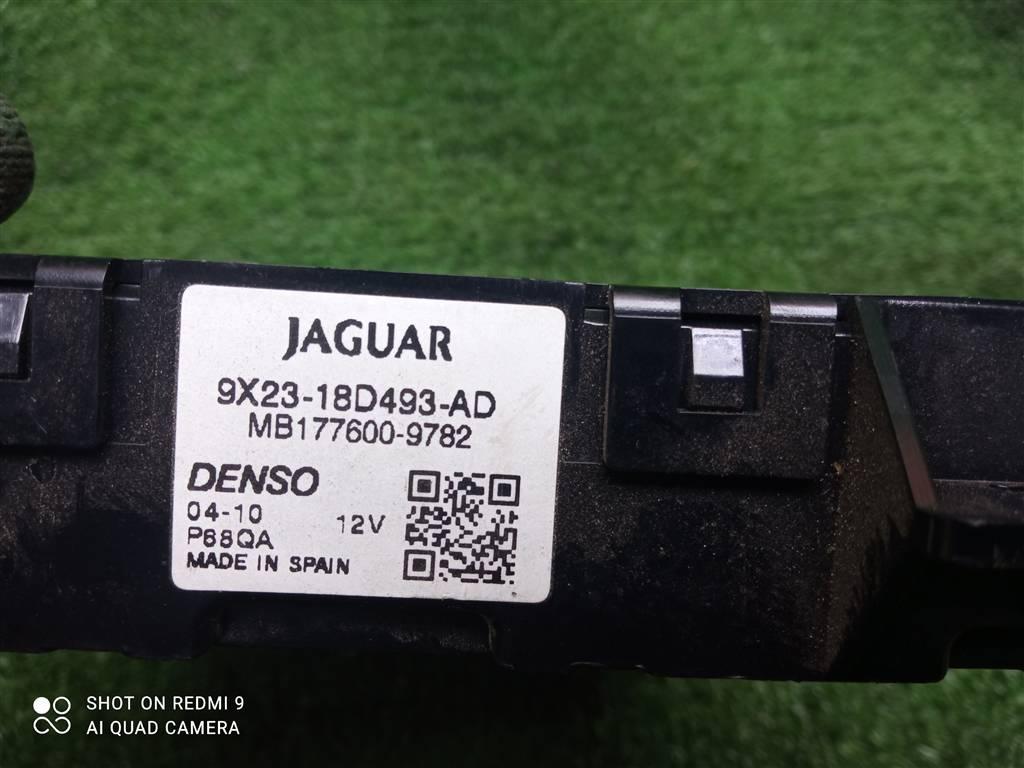 JAGUAR
9X23-18D493-AD
MB177600-9782
DENSO
04-10 12V
P68QA
MADE IN SPAIN
SHOT ON REDMI 9
AI QUAD CAMERA